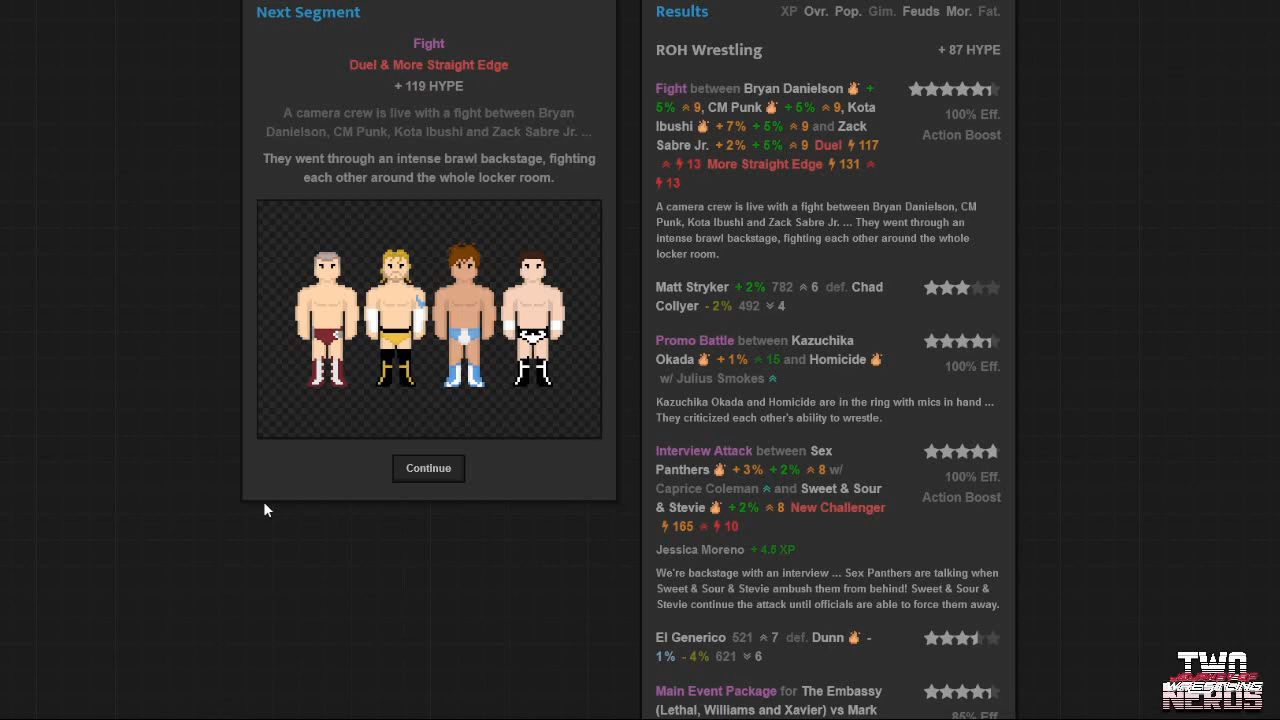 Next Segment
Fight
Duel & More Straight Edge
+ 119 HYPE
A camera crew is live with a fight between Bryan
Danielson, CM Punk, Kota Ibushi and Zack Sabre Jr. ...
They went through an intense brawl backstage, fighting
each other around the whole locker room.
Continue
Results XP Ovr. Pop. Gim. Feuds Mor. Fat.
ROH Wrestling + 87 HYPE
Fight between Bryan Danielson +
5% 9, CM Punk + 5% 9, Kota
Ibushi + 7% + 5% 9 and Zack
Sabre Jr. + 2% + 5% 9 Duel 117
13 More Straight Edge 131
13
100% Eff.
Action Boost
A camera crew is live with a fight between Bryan Danielson, CM
Punk, Kota Ibushi and Zack Sabre Jr. ... They went through an
intense brawl backstage, fighting each other around the whole
locker room.
Matt Stryker + 2% 782 6 def. Chad
Collyer - 2% 492 4
Promo Battle between Kazuchika
Okada + 1% 15 and Homicide
w/ Julius Smokes
100% Eff.
Kazuchika Okada and Homicide are in the ring with mics in hand ...
They criticized each other's ability to wrestle.
Interview Attack between Sex
Panthers + 3% + 2% 8 w/
Caprice Coleman and Sweet & Sour
& Stevie + 2% 8 New Challenger
165 10
100% Eff.
Action Boost
Jessica Moreno + 4.5 XP
We're backstage with an interview ... Sex Panthers are talking when
Sweet & Sour & Stevie ambush them from behind! Sweet & Sour &
Stevie continue the attack until officials are able to force them away.
El Generico 521 7 def. Dunn -
1% - 4% 621 6
Main Event Package for The Embassy
(Lethal, Williams and Xavier) vs Mark
85% Eff.
TWO
WRESTLING
NERDS